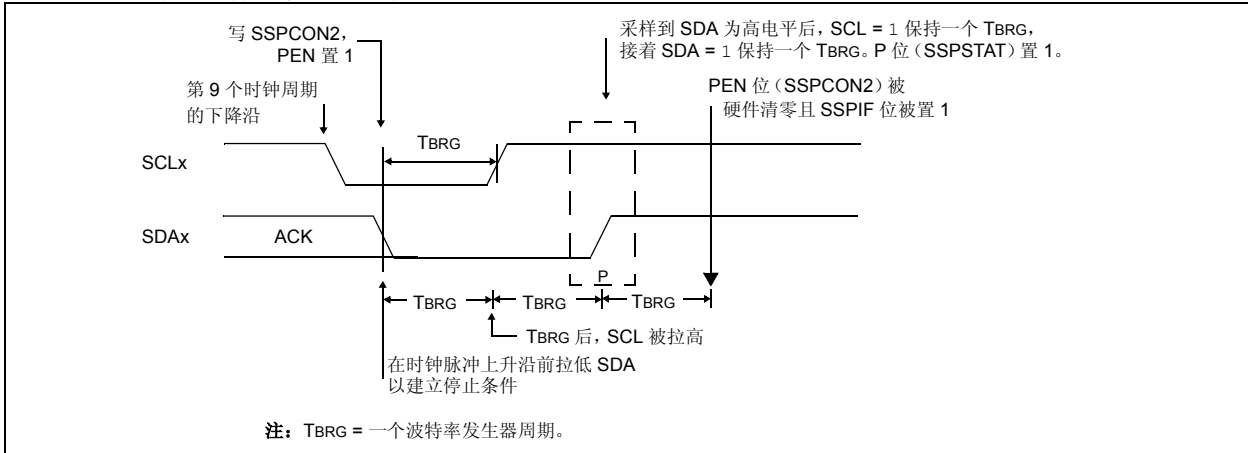 写 SSPCON2，
PEN 置 1
采样到 SDA 为高电平后，SCL = 1 保持一个 TBRG，
接着 SDA = 1 保持一个 TBRG。P 位（SSPSTAT）置 1。
第 9 个时钟周期
的下降沿
PEN 位（SSPCON2）被
硬件清零且 SSPIF 位被置 1
SCLx
TBRG
SDAx
ACK
P
TBRG
TBRG
TBRG
TBRG 后，SCL 被拉高
在时钟脉冲上升沿前拉低 SDA
以建立停止条件
注：TBRG = 一个波特率发生器周期。